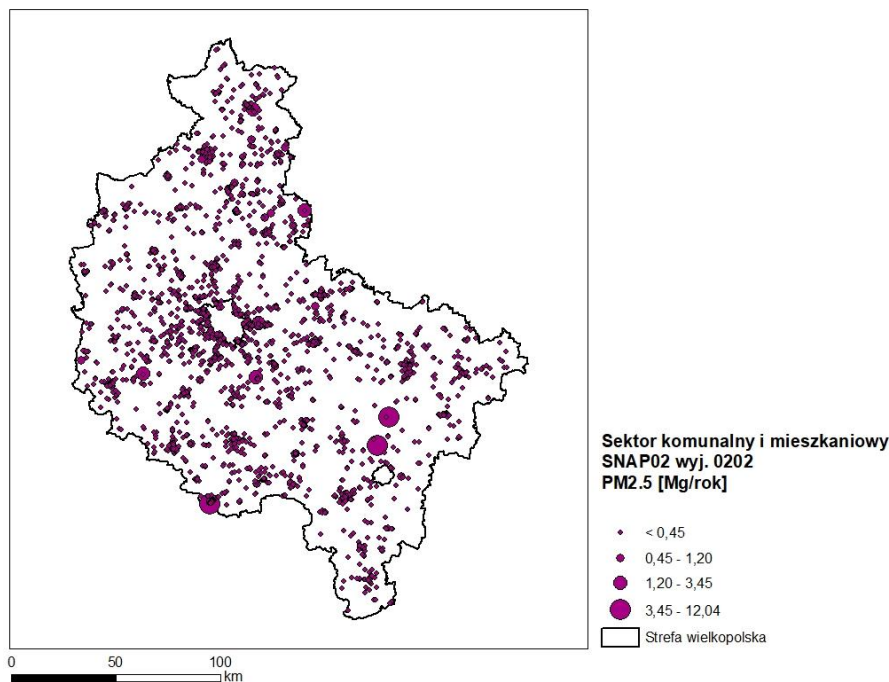 Sektor komunalny i mieszkaniowy
SNAP02 wyj. 0202
PM2.5 [Mg/rok]
< 0,45
0,45 - 1,20
1,20 - 3,45
3,45 - 12,04
Strefa wielkopolska
0 50 100
km